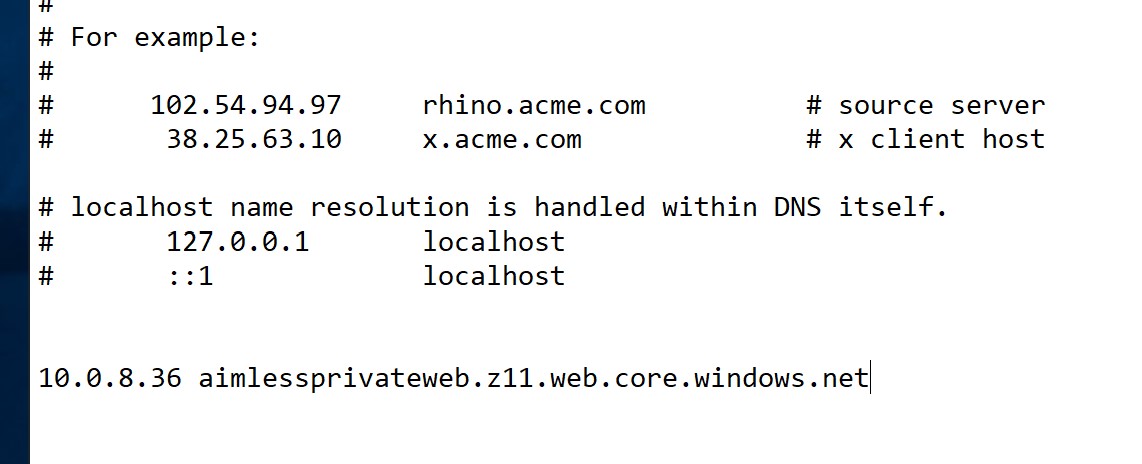 #
# For example:
#
#       102.54.94.97     rhino.acme.com          # source server
#        38.25.63.10     x.acme.com              # x client host
# localhost name resolution is handled within DNS itself.
#        127.0.0.1       localhost
#        ::1             localhost
10.0.8.36 aimlessprivateweb.z11.web.core.windows.net